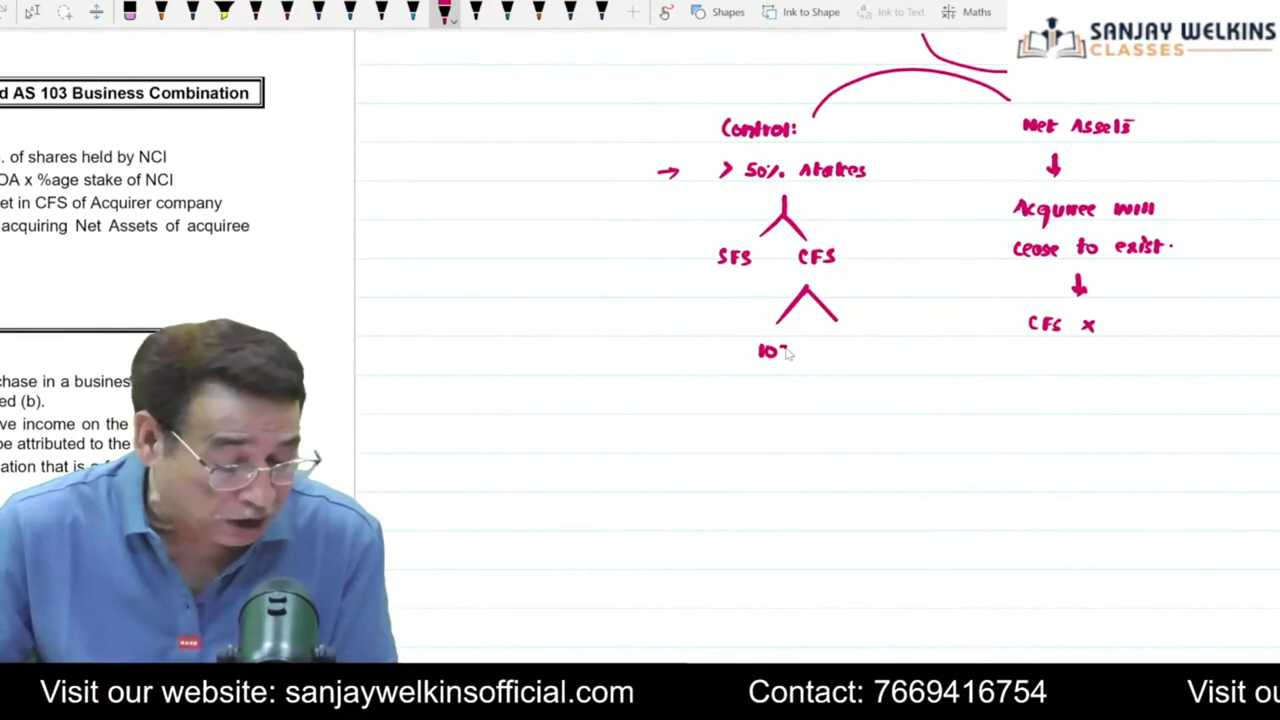 Shapes
Ink to Shape
Ink to Text
Maths
SANJAY WELKINS
CLASSES
d AS 103 Business Combination
. of shares held by NCI
OA x %age stake of NCI
et in CFS of Acquirer company
acquiring Net Assets of acquiree
chase in a busines
ed (b).
ve income on the
be attributed to the
ation that is
Control:
→ > 50% stakes
SFS CFS
10
Net Assets
Acquiree will
cease to exist.
CFS x
Visit our website: sanjaywelkinsofficial.com Contact: 7669416754 Visit ou